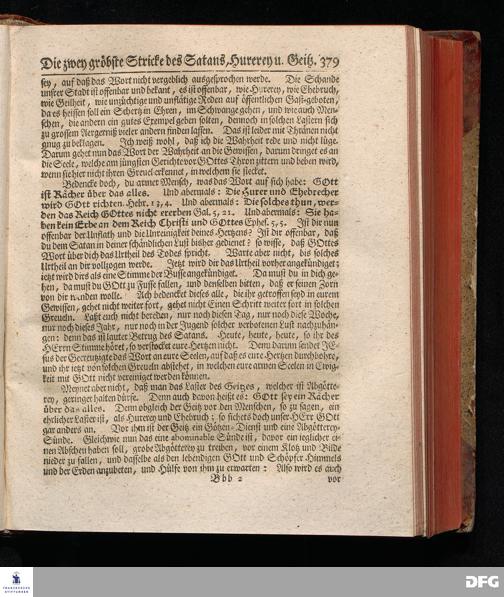 Die zwey gröbste Stricke des Satans, Hurerey u. Geitz. 379
sey, auf daß das Wort nicht vergeblich ausgesprochen werde. Die Schande
unsrer Stadt ist offenbar und bekant, es ist offenbar, wie Hurerey, wie Ehebruch,
wie Geilheit, wie unzüchtige und unflätige Reden auf öffentlichen Gast-geboten,
da es heissen soll ein Schertz in Ehren, im Schwange gehen, und wie auch Men-
schen, die andern ein gutes Exempel geben solten, dennoch in solchen Lastern sich
zu grossem Aergerniß vieler andern finden lassen. Das ist leider mit Thränen nicht
gnug zu beklagen. Ich weiß wohl, daß ich die Wahrheit rede und nicht lüge.
Darum gehet nun das Wort der Wahrheit an die Gewissen, darum dringet es an
die Seele, welche am jüngsten Gerichte vor GOttes Thron zittern und beben wird,
wenn sie hier nicht ihren Greuel erkennet, in welchem sie stecket.
Bedencke doch, du armer Mensch, was das Wort auf sich habe: GOtt
ist Rächer über das alles. Und abermals: Die Hurer und Ehebrecher
wird GOtt richten. Hebr. 13, 4. Und abermals: Die solches thun, wer-
den das Reich GOttes nicht ererben Gal. 5, 21. Und abermals: Sie ha-
ben kein Erbe an dem Reich Christi und GOttes Ephes. 5, 5. Ist dir nun
offenbar der Unflath und die Unreinigkeit deines Hertzens? Ist dir offenbar, daß
du dem Satan in deiner schändlichen Lust bisher gedienet? so wisse, daß GOttes
Wort über dich das Urtheil des Todes spricht. Warte aber nicht, bis solches
Urtheil an dir vollzogen werde. Jetzt wird dir das Urtheil vorher angekündiget;
jetzt wird dirs als eine Stimme der Busse angekündiget. Da must du in dich ge-
hen, da must du GOtt zu Fusse fallen, und denselben bitten, daß er seinen Zorn
von dir wenden wolle. Ach bedencket dieses alle, die ihr getroffen seyd in eurem
Gewissen, gehet nicht weiter fort, gehet nicht Einen Schritt weiter fort in solchen
Greueln. Laßt euch nicht bereden, nur noch diesen Tag, nur noch diese Woche,
nur noch dieses Jahr, nur noch in der Jugend solcher verbotenen Lust nachzuhän-
gen: denn das ist lauter Betrug des Satans. Heute, heute, heute, so ihr des
HErrn Stimme höret, so verstocket eure Hertzen nicht. Denn darum sendet JE-
sus der Gecreutzigte das Wort an eure Seelen, auf daß es eure Hertzen durchbohre,
und ihr jetzt von solchen Greueln abstehet, in welchen eure armen Seelen in Ewig-
keit mit GOtt nicht vereiniget werden können.
Meynet aber nicht, daß man das Laster des Geitzes, welcher ist Abgötte-
rey, geringer halten dürfe. Denn auch davon heißt es: GOtt sey ein Rächer
über das alles. Denn obgleich der Geitz vor den Menschen, so zu sagen, ein
ehrlicher Laster ist, als Hurerey und Ehebruch; so siehets doch unser HErr GOtt
gar anders an. Vor ihm ist der Geitz ein Götzen-Dienst und eine Abgötterey-
Sünde. Gleichwie nun das eine abominable Sünde ist, davor ein ieglicher ei-
nen Abscheu haben soll, grobe Abgötterey zu treiben, vor einem Klotz und Bilde
nieder zu fallen, und dasselbe als den lebendigen GOtt und Schöpfer Himmels
und der Erden anzubeten, und Hülfe von ihm zu erwarten: Also wird es auch
Bbb 2 vor
FRANCKESCHE
STIFTUNGEN
DFG